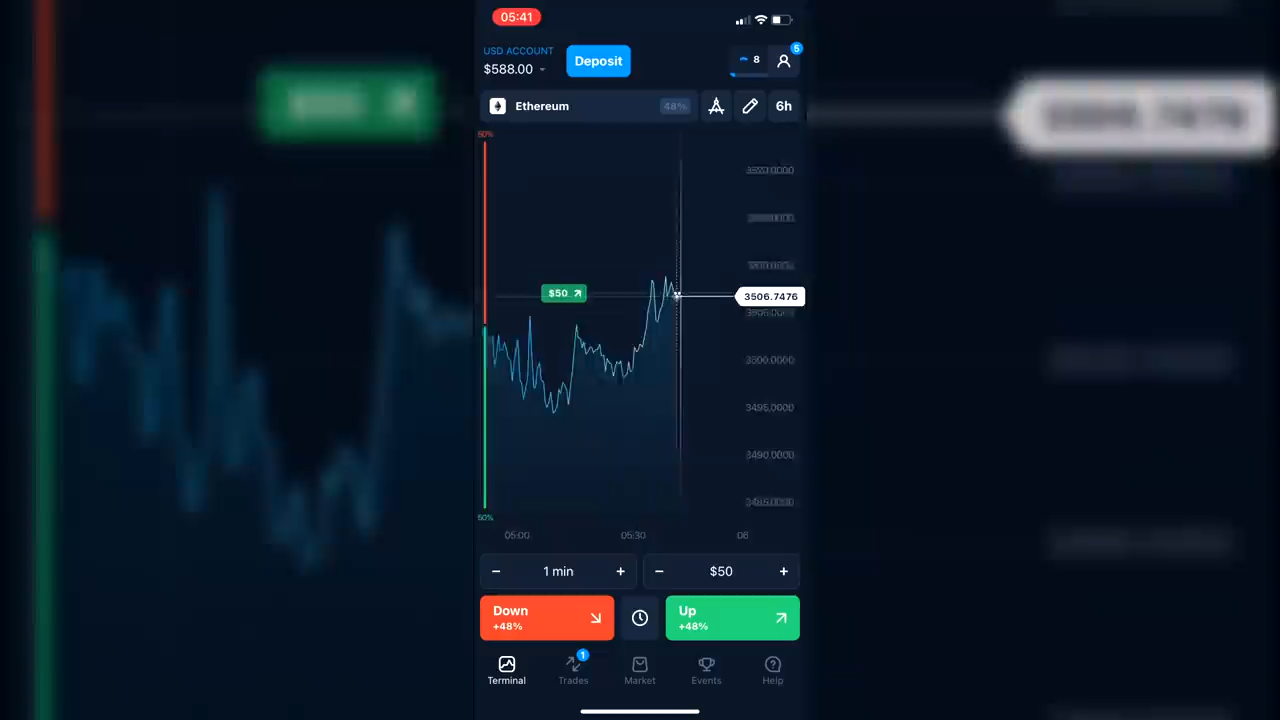 05:41
USD ACCOUNT
$588.00
Deposit
8
5
Ethereum
48%
6h
50%
$50
3506.7476
3500.0000
3495.0000
3490.0000
3485.0000
50%
05:00
05:30
06
− 1 min +
− $50 +
Down
+48%
Up
+48%
1
Terminal
Trades
Market
Events
Help